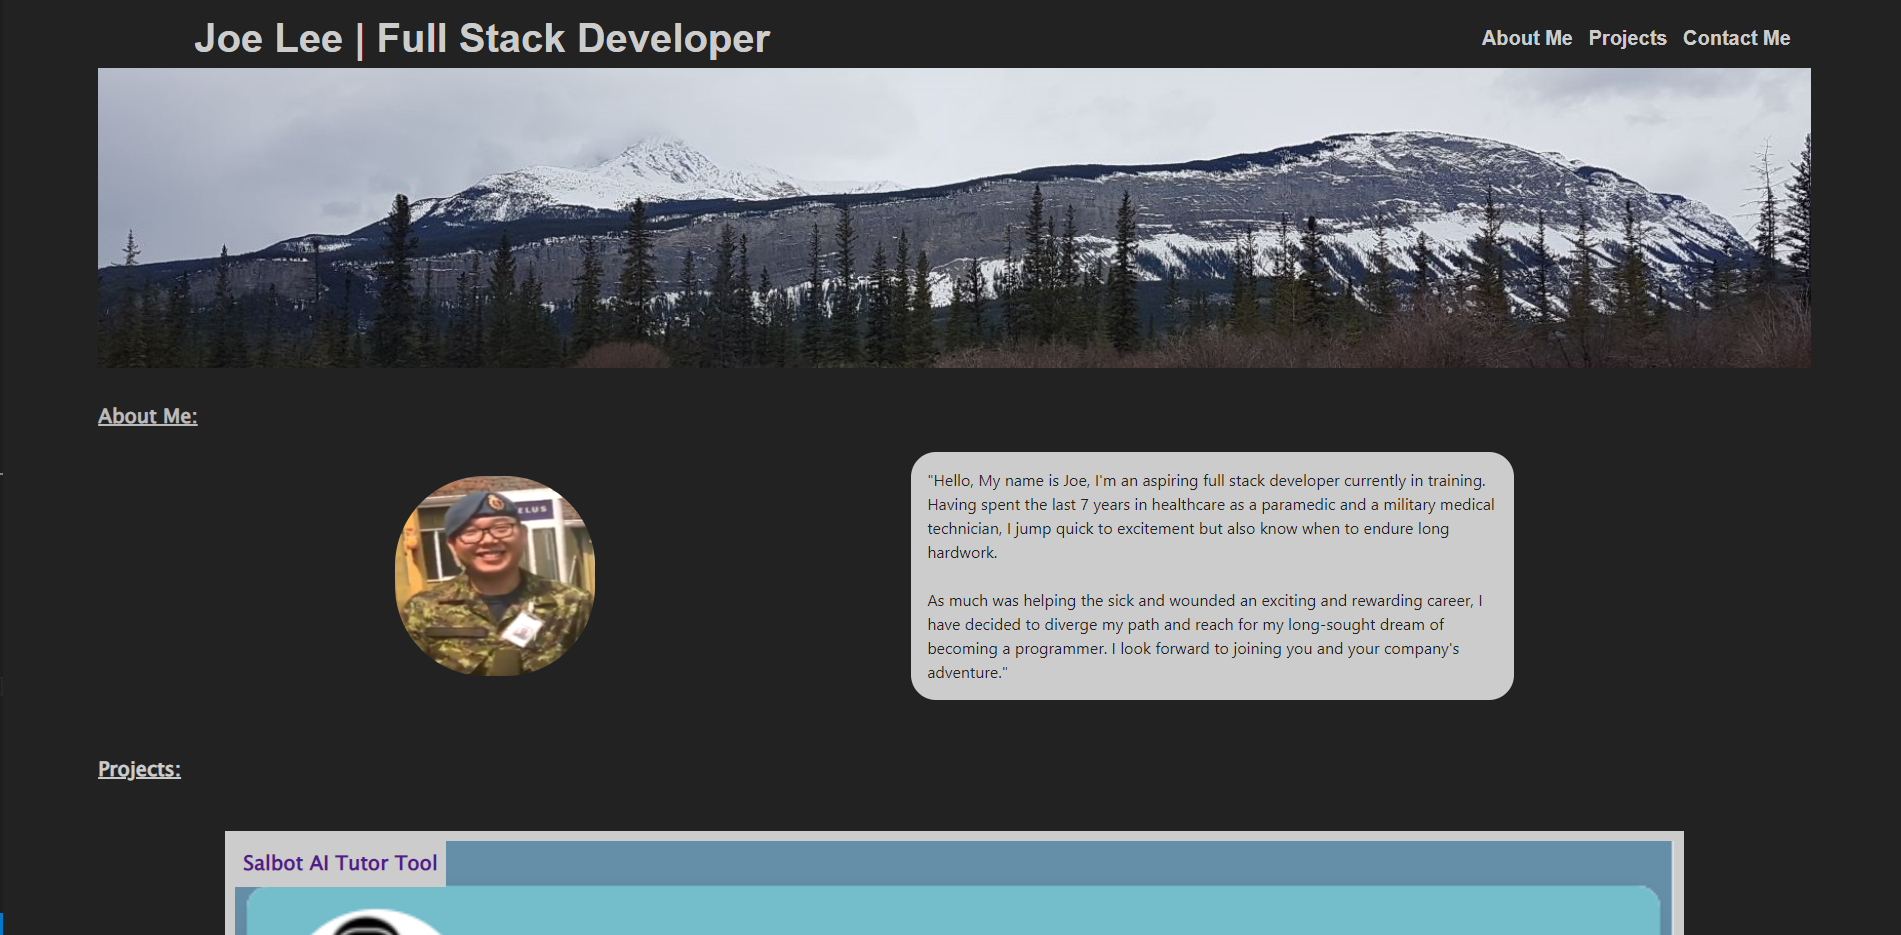 Joe Lee | Full Stack Developer
About Me Projects Contact Me
About Me:
ELUS
"Hello, My name is Joe, I'm an aspiring full stack developer currently in training.
Having spent the last 7 years in healthcare as a paramedic and a military medical
technician, I jump quick to excitement but also know when to endure long
hardwork.
As much was helping the sick and wounded an exciting and rewarding career, I
have decided to diverge my path and reach for my long-sought dream of
becoming a programmer. I look forward to joining you and your company's
adventure."
Projects:
Salbot AI Tutor Tool